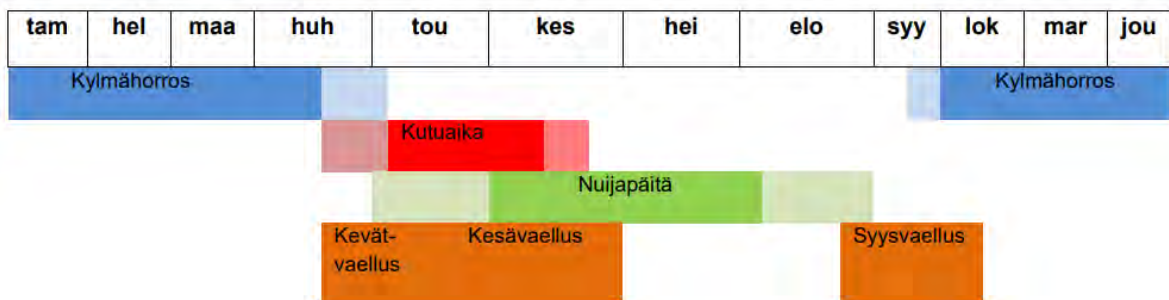 tam hel maa huh tou kes hei elo syy lok mar jou
Kylmähorros Kylmähorros
Kutuaika
Nuijapäitä
Kevät- Kesävaellus Syysvaellus
vaellus